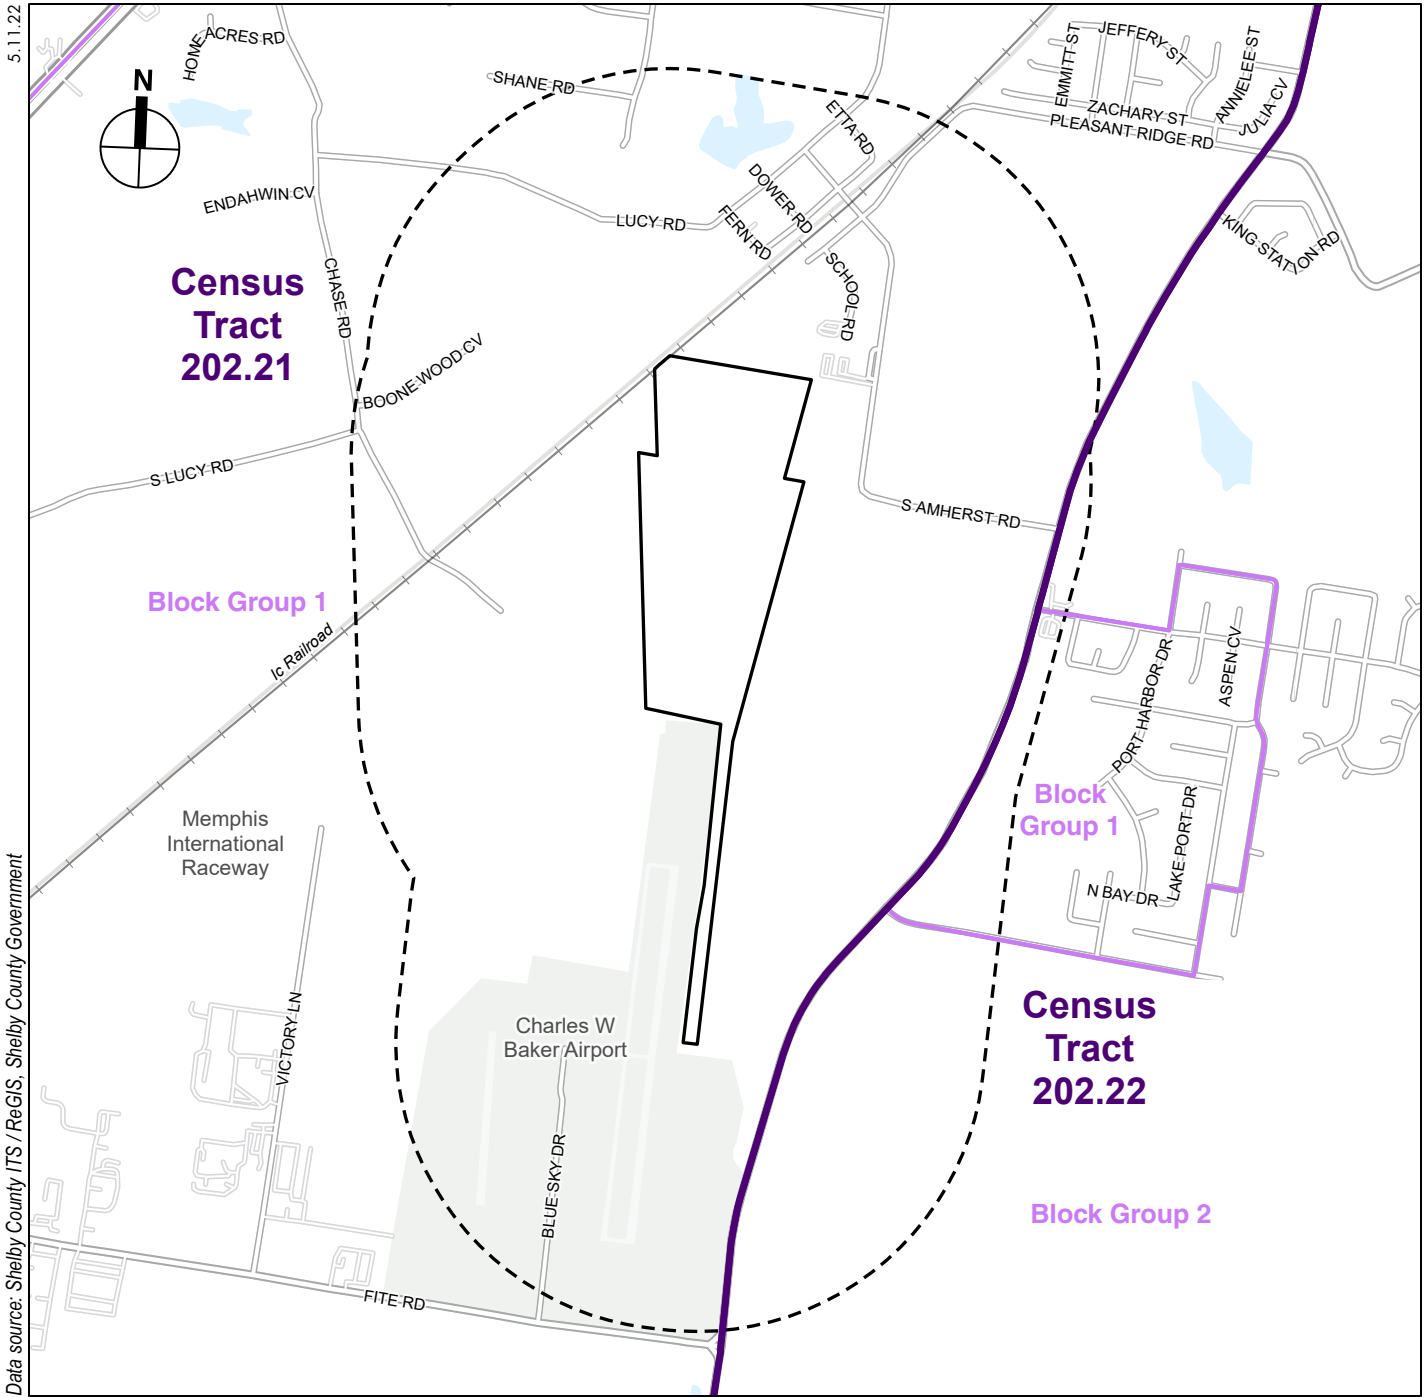 5.11.22
HOME ACRES RD
N
SHANE RD
JEFFERY ST
EMMITT ST
ANNIELEE ST
ZACHARY ST
JULIA CV
PLEASANT RIDGE RD
ETTA RD
DOWER RD
FERN RD
ENDAHWIN CV
LUCY RD
KING STATION RD
SCHOOL RD
CHASE RD
Census
Tract
202.21
BOONE WOOD CV
S LUCY RD
S AMHERST RD
Block Group 1
Ic Railroad
PORT HARBOR DR
ASPEN CV
Block
Group 1
LAKE PORT DR
N BAY DR
Memphis
International
Raceway
VICTORY LN
Charles W
Baker Airport
BLUE SKY DR
Census
Tract
202.22
Block Group 2
FITE RD
Data source: Shelby County ITS / ReGIS, Shelby County Government